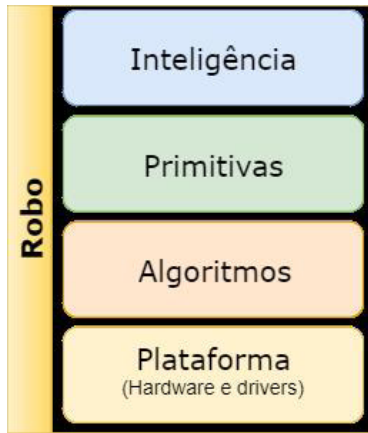 Robo
Inteligência
Primitivas
Algoritmos
Plataforma
(Hardware e drivers)